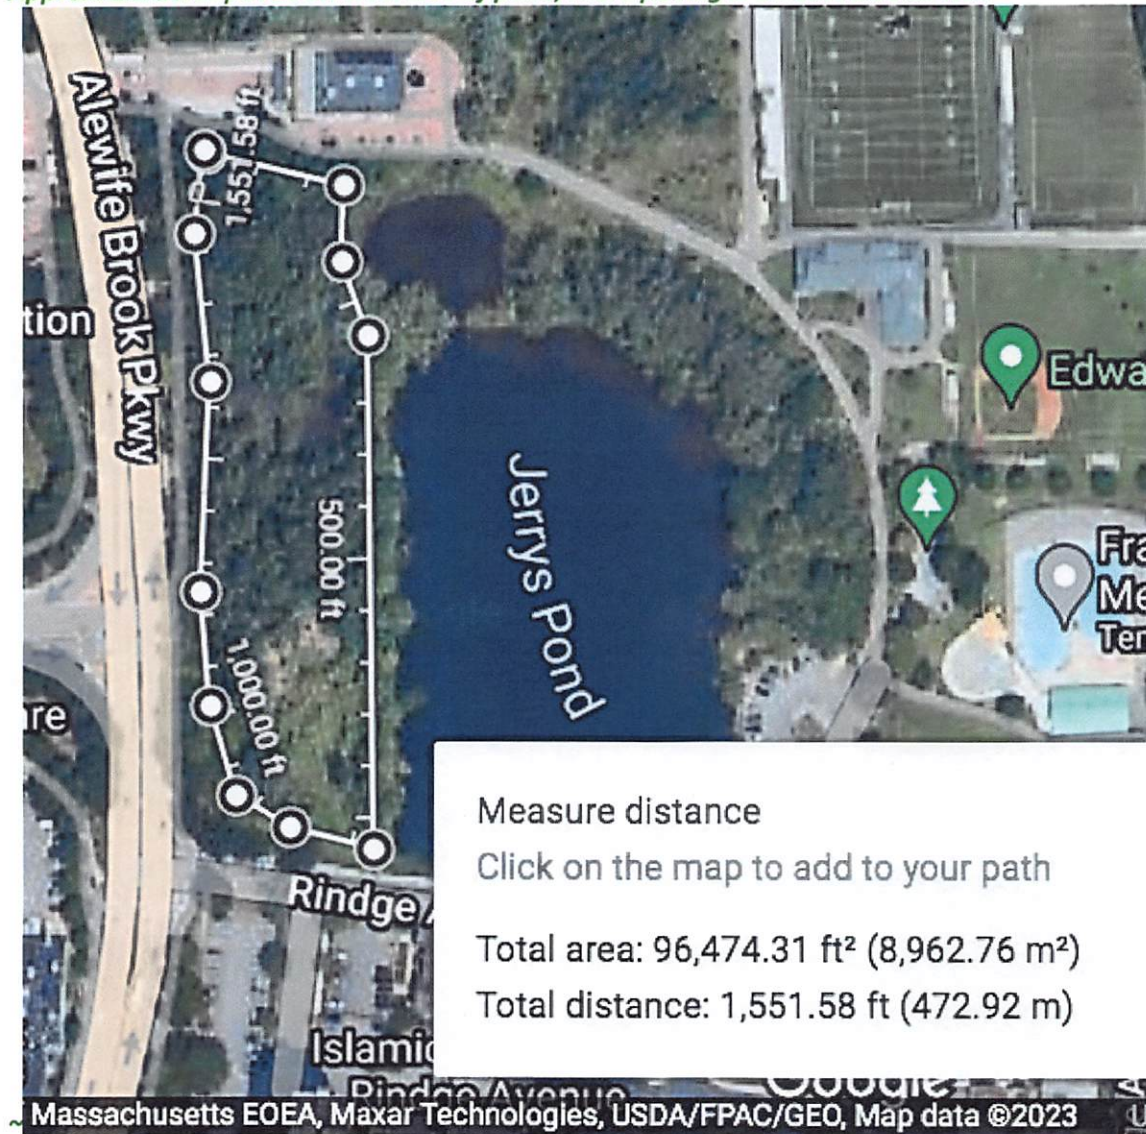 Alewife Brook Pkwy
1,551.58 ft
tion
Edwa
Jerrys Pond
500.00 ft
Fra
Me
Ten
1,000.00 ft
are
Measure distance
Click on the map to add to your path
Rindge A
Total area: 96,474.31 ft² (8,962.76 m²)
Total distance: 1,551.58 ft (472.92 m)
Islamic
Rindge Avenue
Google
Massachusetts EOEA, Maxar Technologies, USDA/FPAC/GEO, Map data ©2023